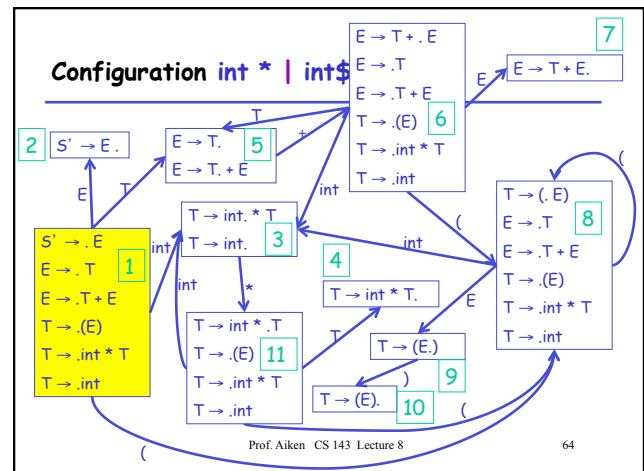 Configuration int * | int$
E → T + . E
E → .T
E → .T + E
T → .(E)
T → .int * T
T → .int
6
7
E → T + E.
E
2
S' → E .
E → T.
E → T. + E
5
T
+
E
T
int
(
(
S' → . E
E → . T
E → .T + E
T → .(E)
T → .int * T
T → .int
1
int
T → int. * T
T → int.
3
int
int
*
4
T → int * T.
T
T → (. E)
E → .T
E → .T + E
T → .(E)
T → .int * T
T → .int
8
E
T → int * .T
T → .(E)
T → .int * T
T → .int
11
T → (E.)
9
)
T → (E).
10
(
(
Prof. Aiken CS 143 Lecture 8
64